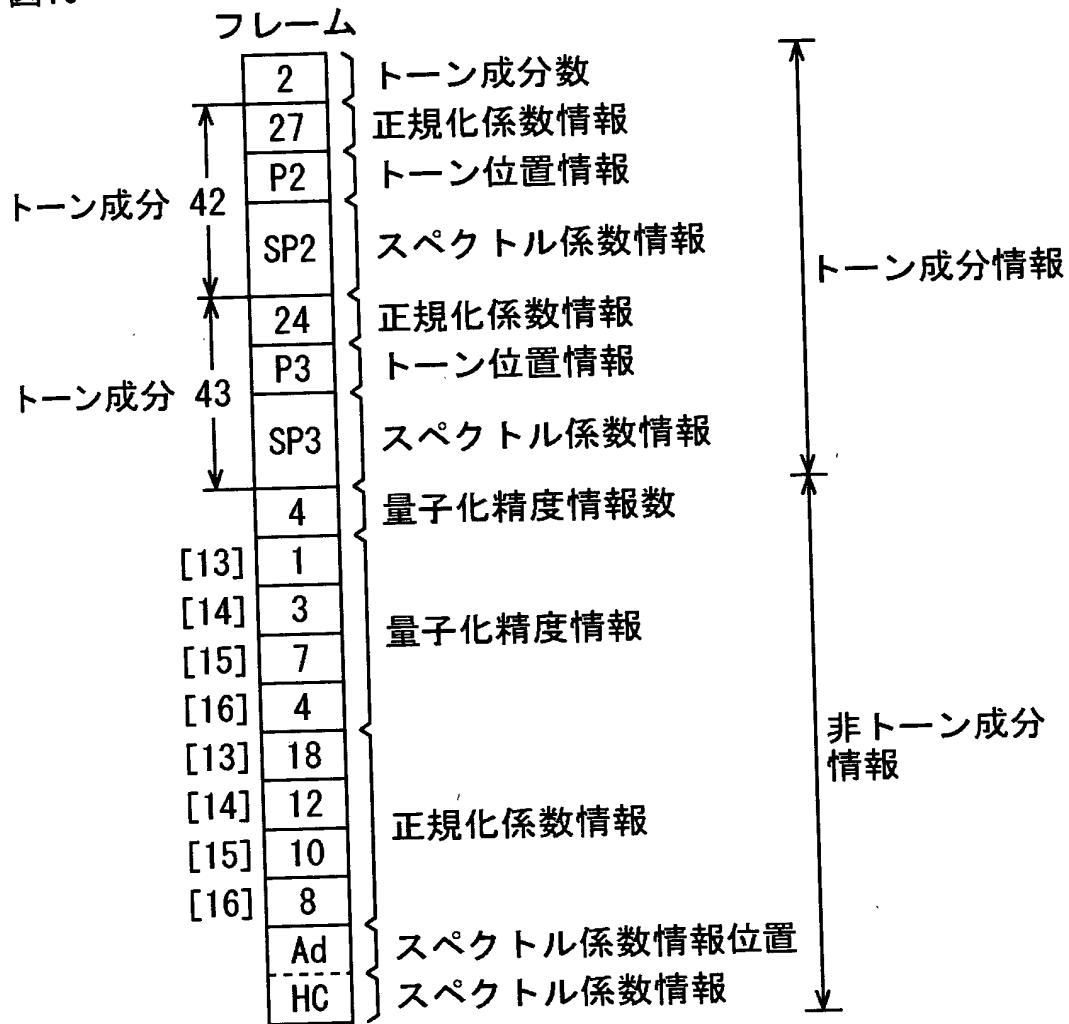 フレーム
2 トーン成分数
27 正規化係数情報
P2 トーン位置情報
トーン成分 42
SP2 スペクトル係数情報
トーン成分情報
24 正規化係数情報
P3 トーン位置情報
トーン成分 43
SP3 スペクトル係数情報
4 量子化精度情報数
[13] 1
[14] 3
量子化精度情報
[15] 7
[16] 4
非トーン成分
情報
[13] 18
[14] 12
正規化係数情報
[15] 10
[16] 8
Ad スペクトル係数情報位置
HC スペクトル係数情報